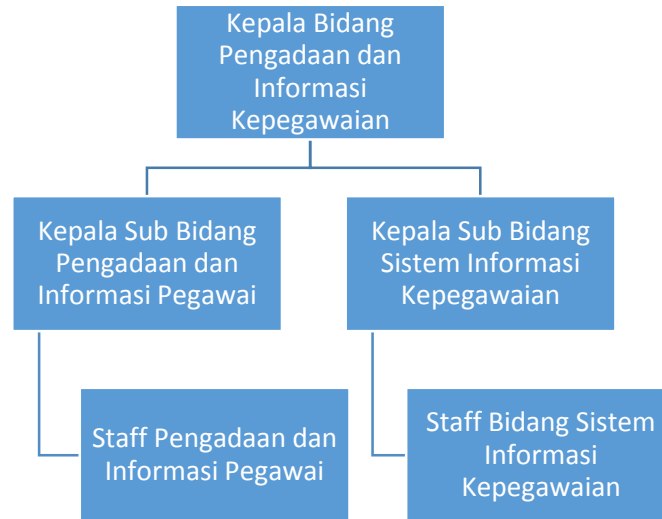 Kepala Bidang
Pengadaan dan
Informasi
Kepegawaian
Kepala Sub Bidang
Pengadaan dan
Informasi Pegawai
Kepala Sub Bidang
Sistem Informasi
Kepegawaian
Staff Pengadaan dan
Informasi Pegawai
Staff Bidang Sistem
Informasi
Kepegawaian